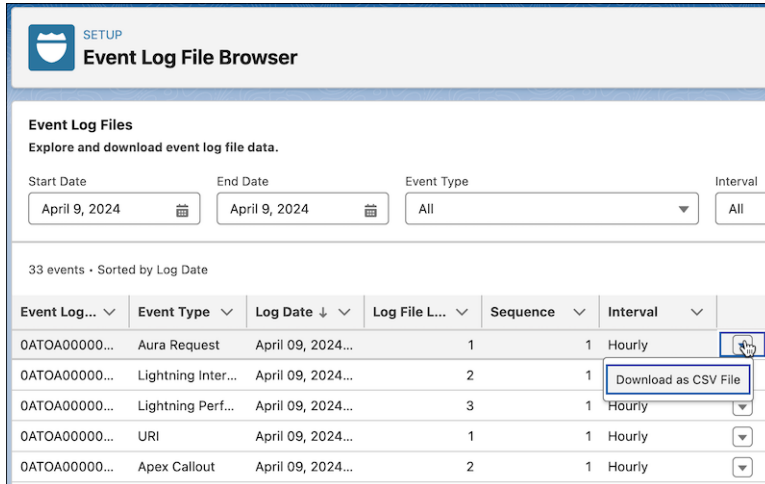 SETUP
Event Log File Browser
Event Log Files
Explore and download event log file data.
Start Date End Date Event Type Interval
April 9, 2024 April 9, 2024 All All
33 events • Sorted by Log Date
Event Log... Event Type Log Date ↓ Log File L... Sequence Interval
0ATOA00000... Aura Request April 09, 2024... 1 1 Hourly
0ATOA00000... Lightning Inter... April 09, 2024... 2 1
Download as CSV File
0ATOA00000... Lightning Perf... April 09, 2024... 3 1 Hourly
0ATOA00000... URI April 09, 2024... 1 1 Hourly
0ATOA00000... Apex Callout April 09, 2024... 2 1 Hourly